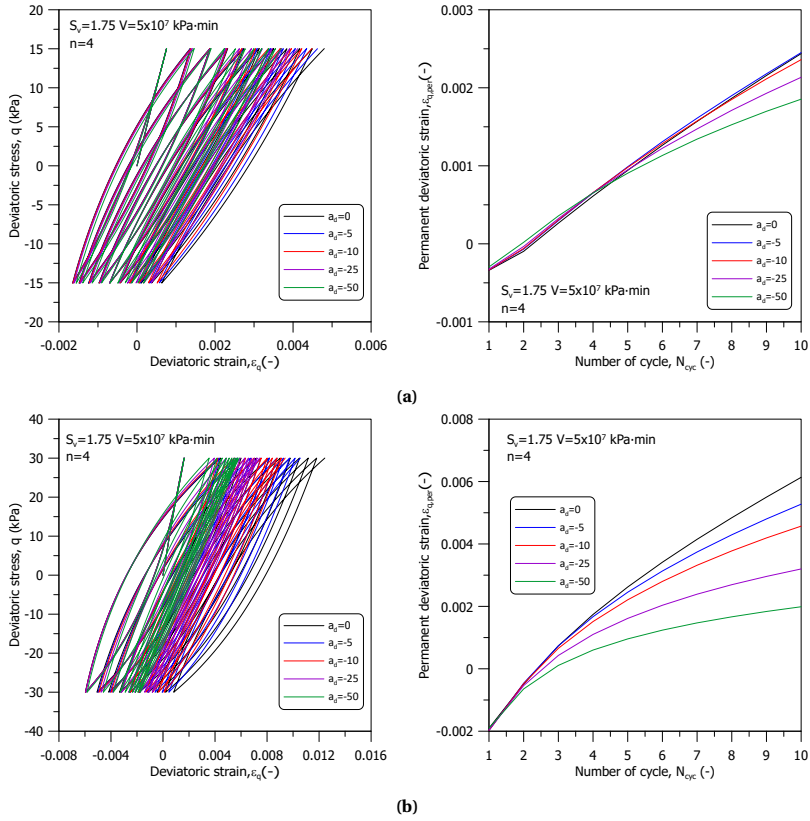 S_v=1.75 V=5x10⁷ kPa·min
n=4
20
15
10
5
0
-5
-10
-15
-20
Deviatoric stress, q (kPa)
a_d=0
a_d=-5
a_d=-10
a_d=-25
a_d=-50
-0.002 0 0.002 0.004 0.006
Deviatoric strain,ε_q(-)
0.003
0.002
0.001
0
-0.001
Permanent deviatoric strain,ε_q,per(-)
a_d=0
a_d=-5
a_d=-10
a_d=-25
a_d=-50
S_v=1.75 V=5x10⁷ kPa·min
n=4
1 2 3 4 5 6 7 8 9 10
Number of cycle, N_cyc (-)
(a)
S_v=1.75 V=5x10⁷ kPa·min
n=4
40
30
20
10
0
-10
-20
-30
-40
Deviatoric stress, q (kPa)
a_d=0
a_d=-5
a_d=-10
a_d=-25
a_d=-50
-0.008 -0.004 0 0.004 0.008 0.012 0.016
Deviatoric strain,ε_q(-)
S_v=1.75 V=5x10⁷ kPa·min
n=4
0.008
0.006
0.004
0.002
0
-0.002
Permanent deviatoric strain,ε_q,per(-)
a_d=0
a_d=-5
a_d=-10
a_d=-25
a_d=-50
1 2 3 4 5 6 7 8 9 10
Number of cycle, N_cyc (-)
(b)